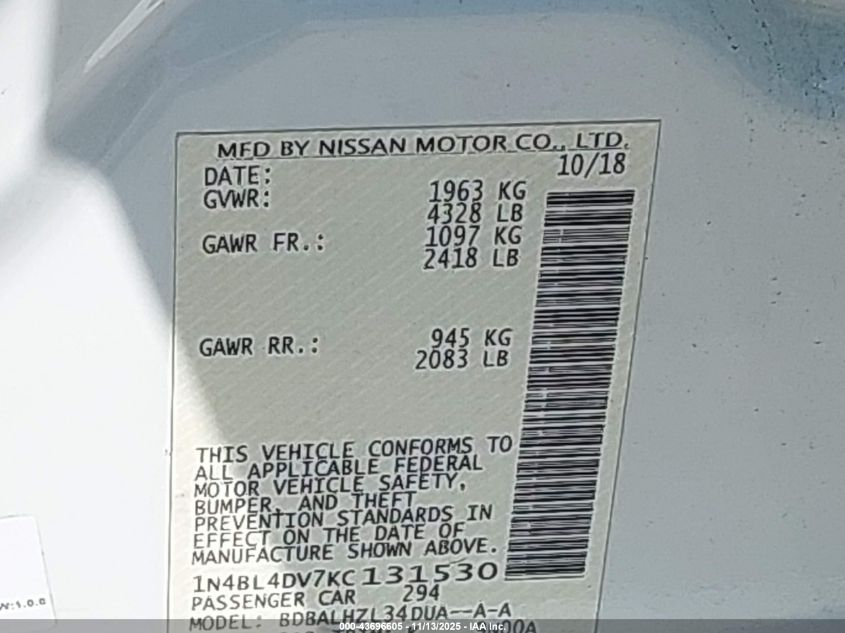 MFD BY NISSAN MOTOR CO., LTD.
DATE: 10/18
GVWR: 1963 KG
4328 LB
GAWR FR.: 1097 KG
2418 LB
GAWR RR.: 945 KG
2083 LB
THIS VEHICLE CONFORMS TO
ALL APPLICABLE FEDERAL
MOTOR VEHICLE SAFETY,
BUMPER, AND THEFT
PREVENTION STANDARDS IN
EFFECT ON THE DATE OF
MANUFACTURE SHOWN ABOVE.
1N4BL4DV7KC131530
PASSENGER CAR 294
MODEL: BDBALHZL34DUA--A-A
W:1.0.0
000-43696605 - 11/13/2025 - IAA Inc.